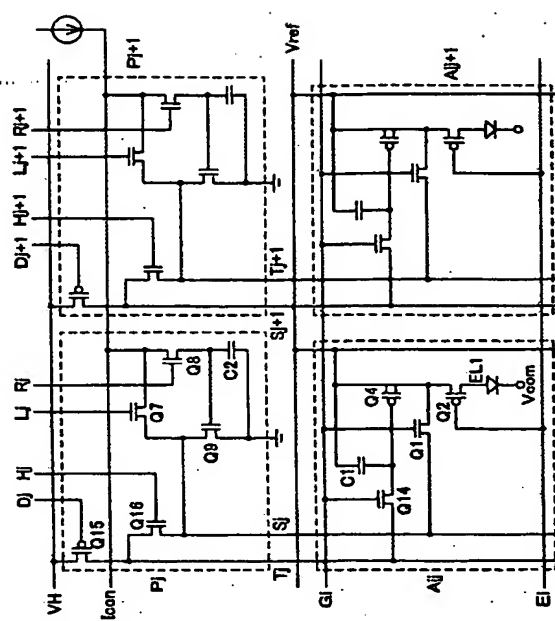 Dj Hj Lj Rj Dj+1 Hj+1 Lj+1 Rj+1
VH
Icon
Q15
Q16
Q7
Q8
Q9
C2
Pj
Pj+1
Tj
Sj
Sj+1
Tj+1
Vref
Gi
C1
Q14
Q4
Q1
Q2
EL1
Vcom
Aij
Aij+1
Ei